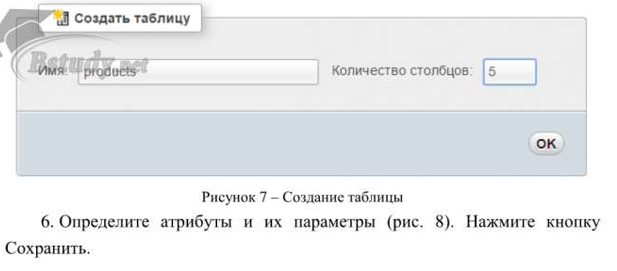 Создать таблицу
Bstudy.net
Имя: products Количество столбцов: 5
OK
Рисунок 7 – Создание таблицы
6. Определите атрибуты и их параметры (рис. 8). Нажмите кнопку
Сохранить.